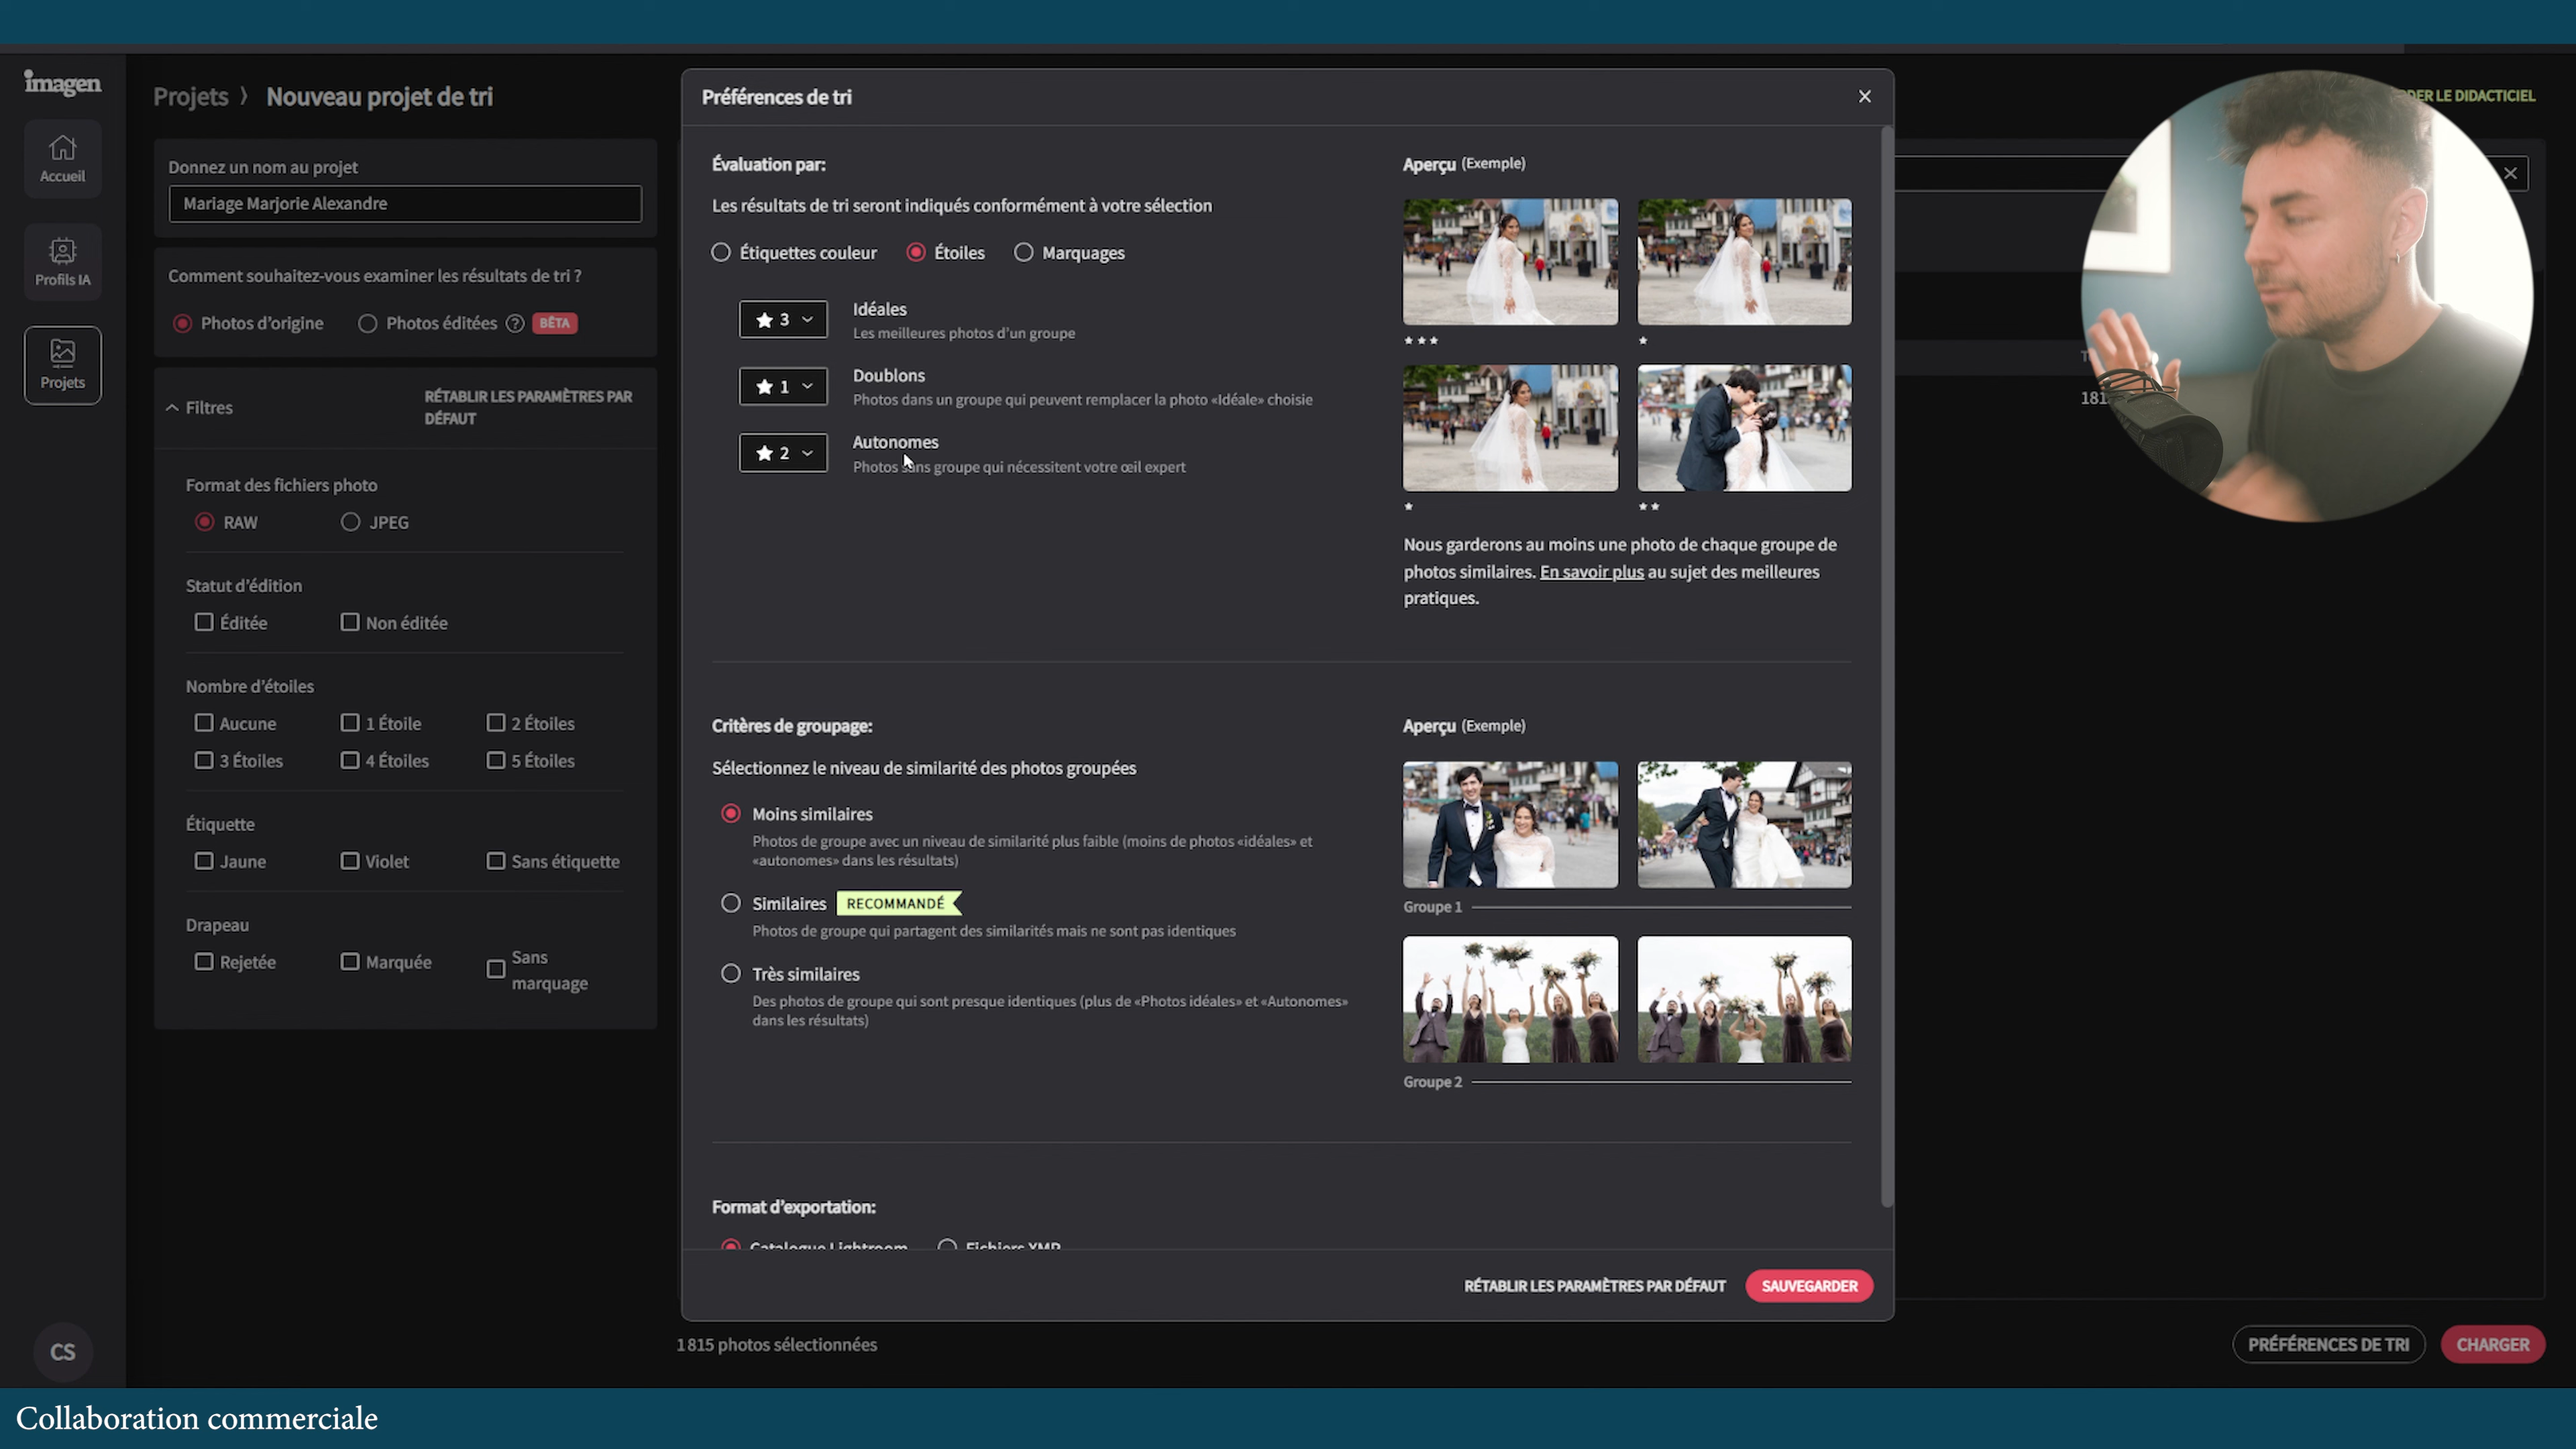 imagen
Accueil
Profils IA
Projets
CS
Projets 〉 Nouveau projet de tri
Donnez un nom au projet
Mariage Marjorie Alexandre
Comment souhaitez-vous examiner les résultats de tri ?
Photos d'origine
Photos éditées
BÊTA
Filtres
RÉTABLIR LES PARAMÈTRES PAR
DÉFAUT
Format des fichiers photo
RAW
JPEG
Statut d'édition
Éditée
Non éditée
Nombre d'étoiles
Aucune
1 Étoile
2 Étoiles
3 Étoiles
4 Étoiles
5 Étoiles
Étiquette
Jaune
Violet
Sans étiquette
Drapeau
Rejetée
Marquée
Sans
marquage
Préférences de tri
Évaluation par:
Les résultats de tri seront indiqués conformément à votre sélection
Étiquettes couleur
Étoiles
Marquages
★ 3
Idéales
Les meilleures photos d'un groupe
★ 1
Doublons
Photos dans un groupe qui peuvent remplacer la photo «Idéale» choisie
★ 2
Autonomes
Photos sans groupe qui nécessitent votre œil expert
Aperçu (Exemple)
Nous garderons au moins une photo de chaque groupe de
photos similaires. En savoir plus au sujet des meilleures
pratiques.
Critères de groupage:
Sélectionnez le niveau de similarité des photos groupées
Moins similaires
Photos de groupe avec un niveau de similarité plus faible (moins de photos «idéales» et
«autonomes» dans les résultats)
Similaires RECOMMANDÉ
Photos de groupe qui partagent des similarités mais ne sont pas identiques
Très similaires
Des photos de groupe qui sont presque identiques (plus de «Photos idéales» et «Autonomes»
dans les résultats)
Aperçu (Exemple)
Groupe 1
Groupe 2
Format d'exportation:
Catalogue Lightroom
Fichiers XMP
RÉTABLIR LES PARAMÈTRES PAR DÉFAUT
SAUVEGARDER
LE DIDACTICIEL
181
1 815 photos sélectionnées
PRÉFÉRENCES DE TRI
CHARGER
Collaboration commerciale